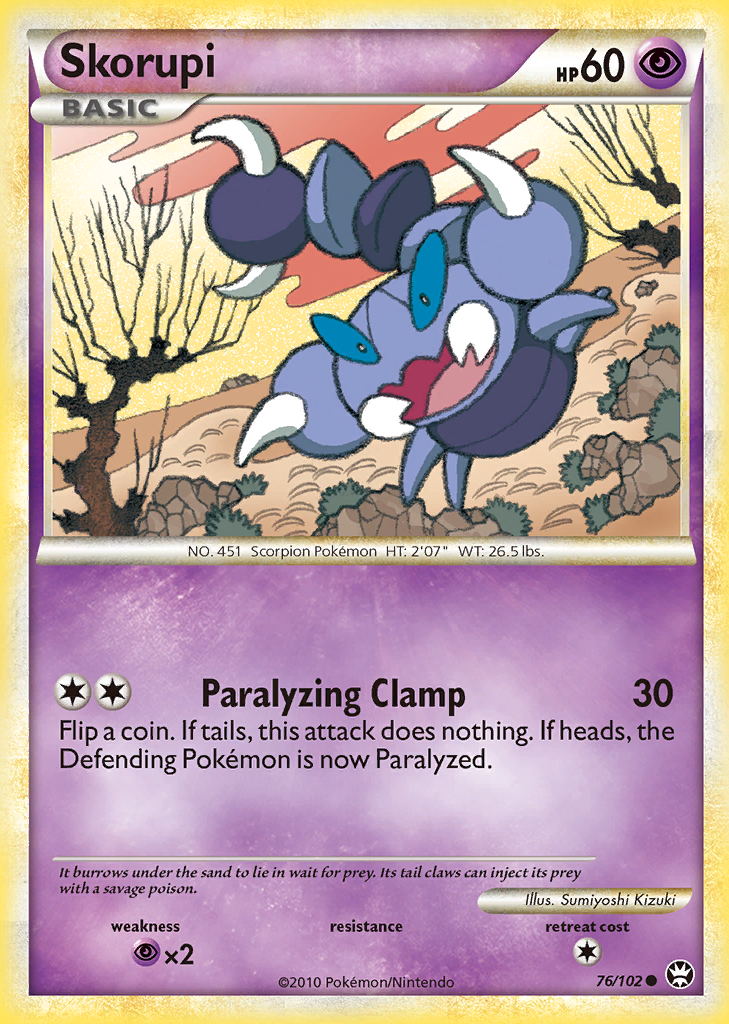 Skorupi
HP60
BASIC
NO. 451 Scorpion Pokémon HT: 2'07" WT: 26.5 lbs.
Paralyzing Clamp 30
Flip a coin. If tails, this attack does nothing. If heads, the
Defending Pokémon is now Paralyzed.
It burrows under the sand to lie in wait for prey. Its tail claws can inject its prey
with a savage poison.
Illus. Sumiyoshi Kizuki
weakness resistance retreat cost
×2
©2010 Pokémon/Nintendo
76/102